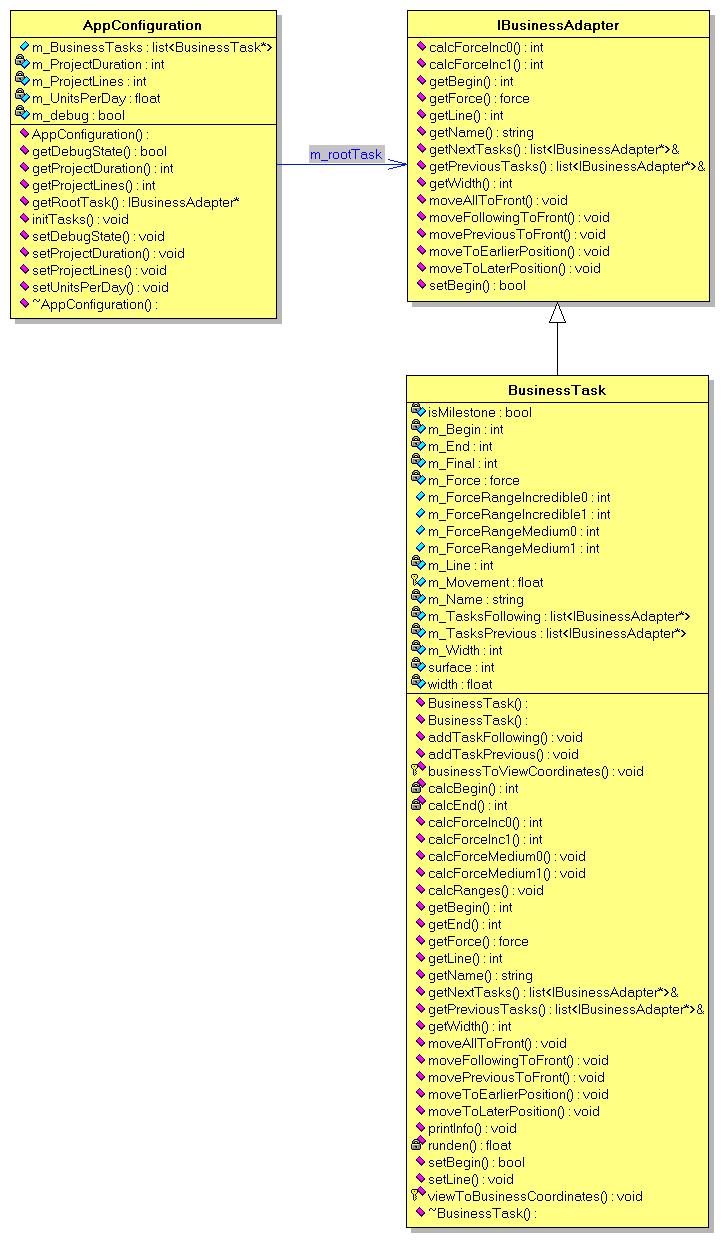 AppConfiguration
m_BusinessTasks : list<BusinessTask*>
m_ProjectDuration : int
m_ProjectLines : int
m_UnitsPerDay : float
m_debug : bool
AppConfiguration() :
getDebugState() : bool
getProjectDuration() : int
getProjectLines() : int
getRootTask() : IBusinessAdapter*
initTasks() : void
setDebugState() : void
setProjectDuration() : void
setProjectLines() : void
setUnitsPerDay() : void
~AppConfiguration() :
m_rootTask
IBusinessAdapter
calcForceInc0() : int
calcForceInc1() : int
getBegin() : int
getForce() : force
getLine() : int
getName() : string
getNextTasks() : list<IBusinessAdapter*>&
getPreviousTasks() : list<IBusinessAdapter*>&
getWidth() : int
moveAllToFront() : void
moveFollowingToFront() : void
movePreviousToFront() : void
moveToEarlierPosition() : void
moveToLaterPosition() : void
setBegin() : bool
BusinessTask
isMilestone : bool
m_Begin : int
m_End : int
m_Final : int
m_Force : force
m_ForceRangeIncredible0 : int
m_ForceRangeIncredible1 : int
m_ForceRangeMedium0 : int
m_ForceRangeMedium1 : int
m_Line : int
m_Movement : float
m_Name : string
m_TasksFollowing : list<IBusinessAdapter*>
m_TasksPrevious : list<IBusinessAdapter*>
m_Width : int
surface : int
width : float
BusinessTask() :
BusinessTask() :
addTaskFollowing() : void
addTaskPrevious() : void
businessToViewCoordinates() : void
calcBegin() : int
calcEnd() : int
calcForceInc0() : int
calcForceInc1() : int
calcForceMedium0() : void
calcForceMedium1() : void
calcRanges() : void
getBegin() : int
getEnd() : int
getForce() : force
getLine() : int
getName() : string
getNextTasks() : list<IBusinessAdapter*>&
getPreviousTasks() : list<IBusinessAdapter*>&
getWidth() : int
moveAllToFront() : void
moveFollowingToFront() : void
movePreviousToFront() : void
moveToEarlierPosition() : void
moveToLaterPosition() : void
printInfo() : void
runden() : float
setBegin() : bool
setLine() : void
viewToBusinessCoordinates() : void
~BusinessTask() :